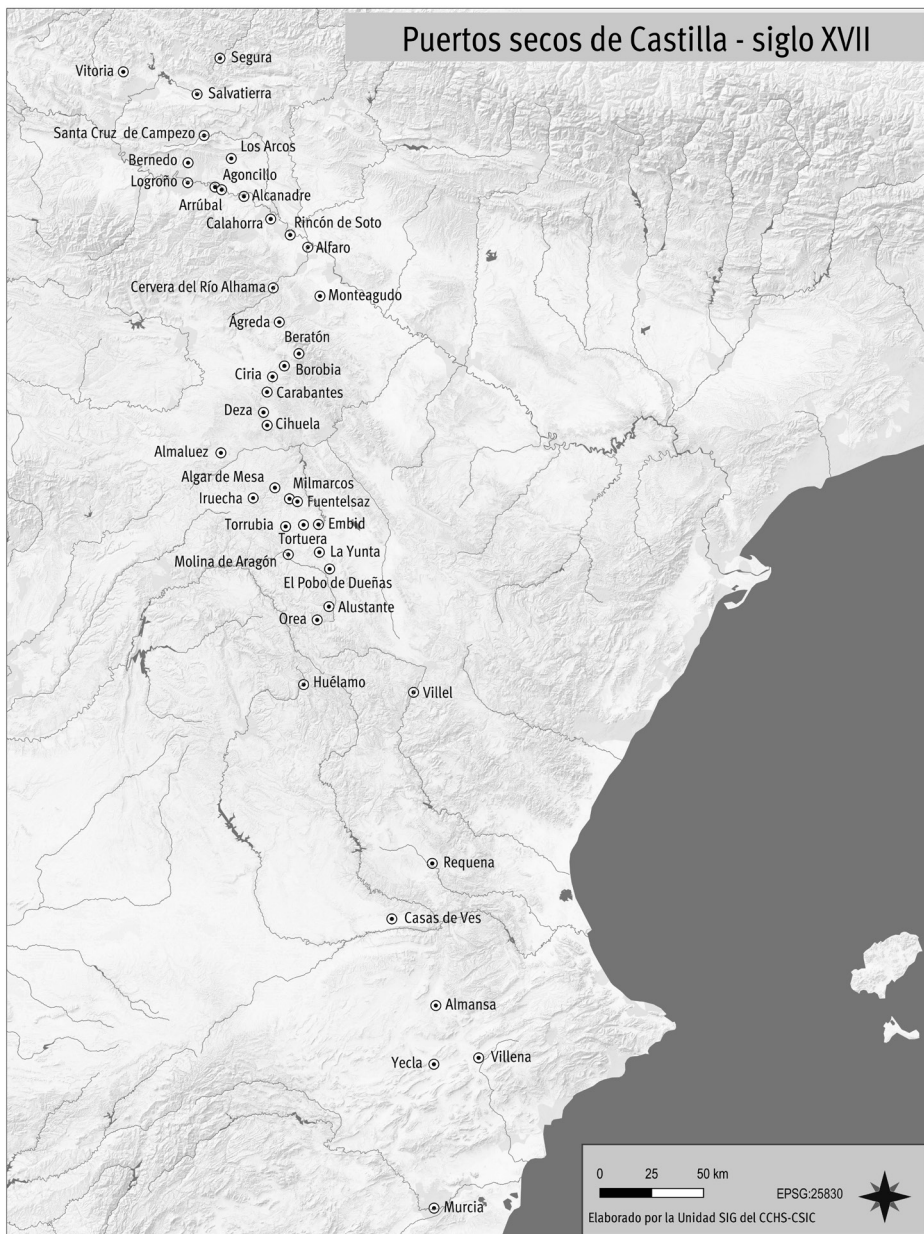 Puertos secos de Castilla - siglo XVII
Segura
Vitoria
Salvatierra
Santa Cruz de Campezo
Los Arcos
Bernedo
Agoncillo
Logroño
Arrúbal
Alcanadre
Calahorra
Rincón de Soto
Alfaro
Cervera del Río Alhama
Monteagudo
Ágreda
Beratón
Borobia
Ciria
Carabantes
Deza
Cihuela
Almaluez
Algar de Mesa
Milmarcos
Iruecha
Fuentelsaz
Torrubia
Embid
Tortuera
La Yunta
Molina de Aragón
El Pobo de Dueñas
Alustante
Orea
Huélamo
Villel
Requena
Casas de Ves
Almansa
Villena
Yecla
Murcia
0 25 50 km
EPSG:25830
Elaborado por la Unidad SIG del CCHS-CSIC